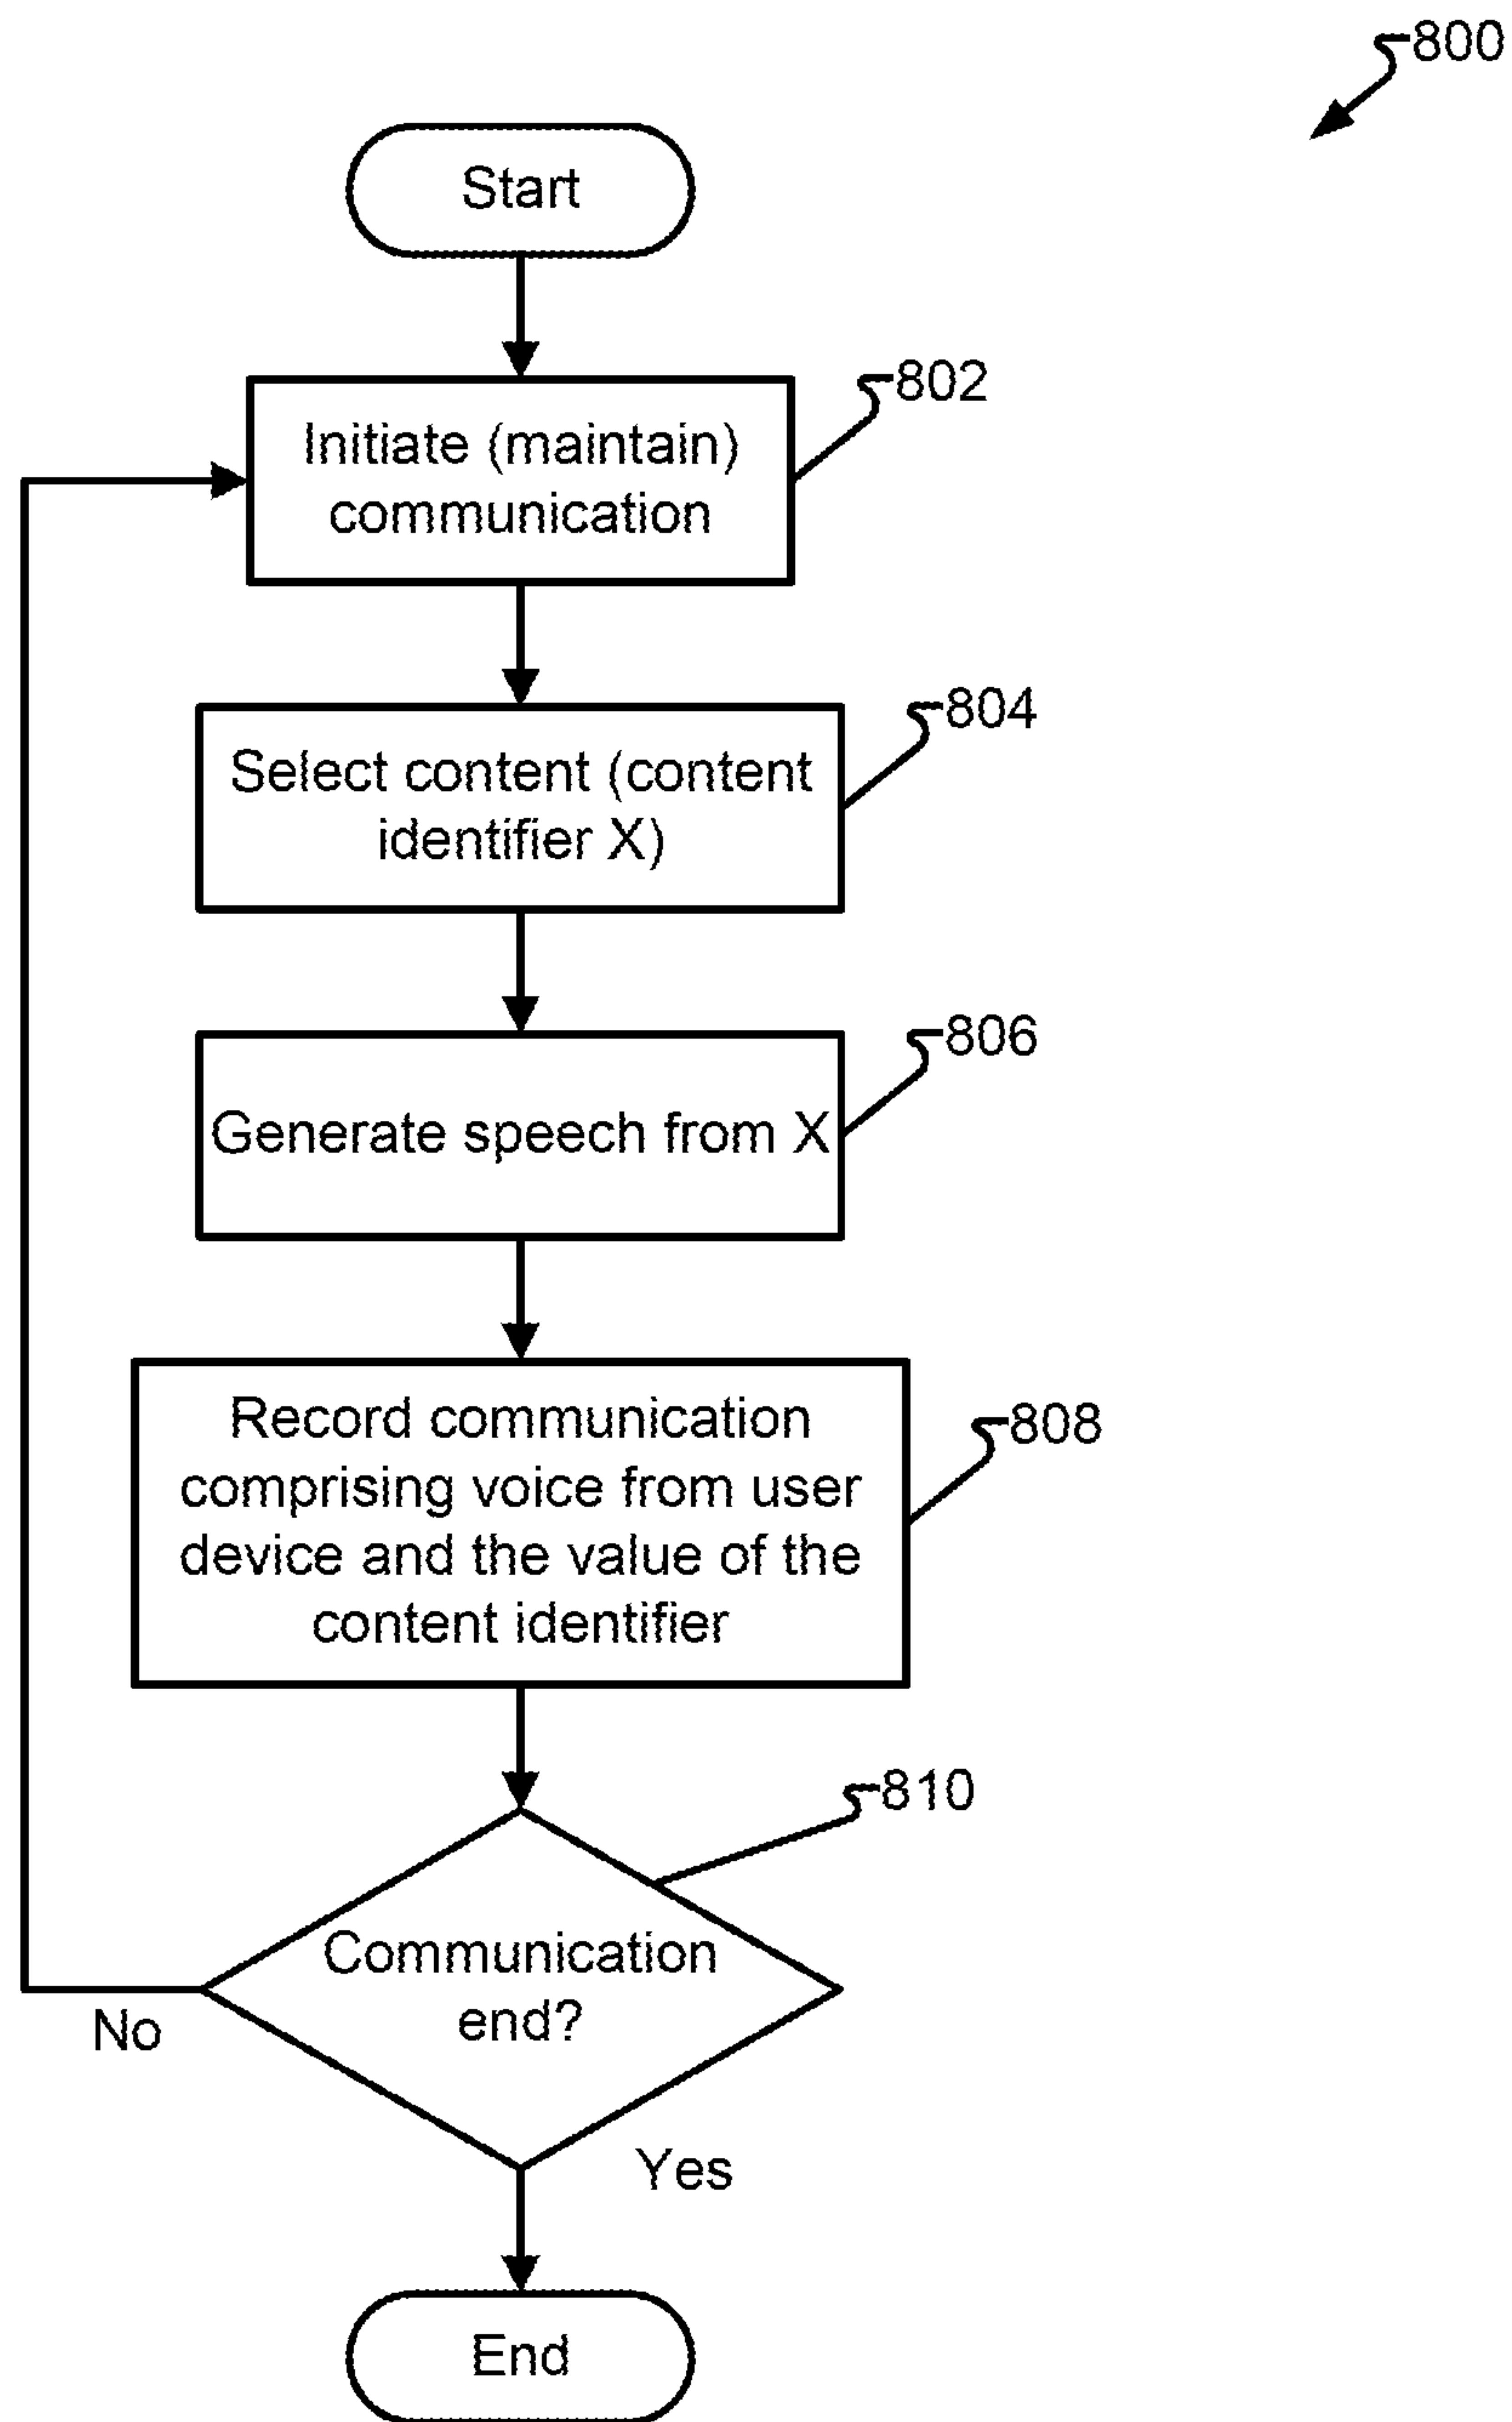 800
Start
802
Initiate (maintain)
communication
804
Select content (content
identifier X)
806
Generate speech from X
Record communication
comprising voice from user
device and the value of the
content identifier
808
810
Communication
end?
No
Yes
End